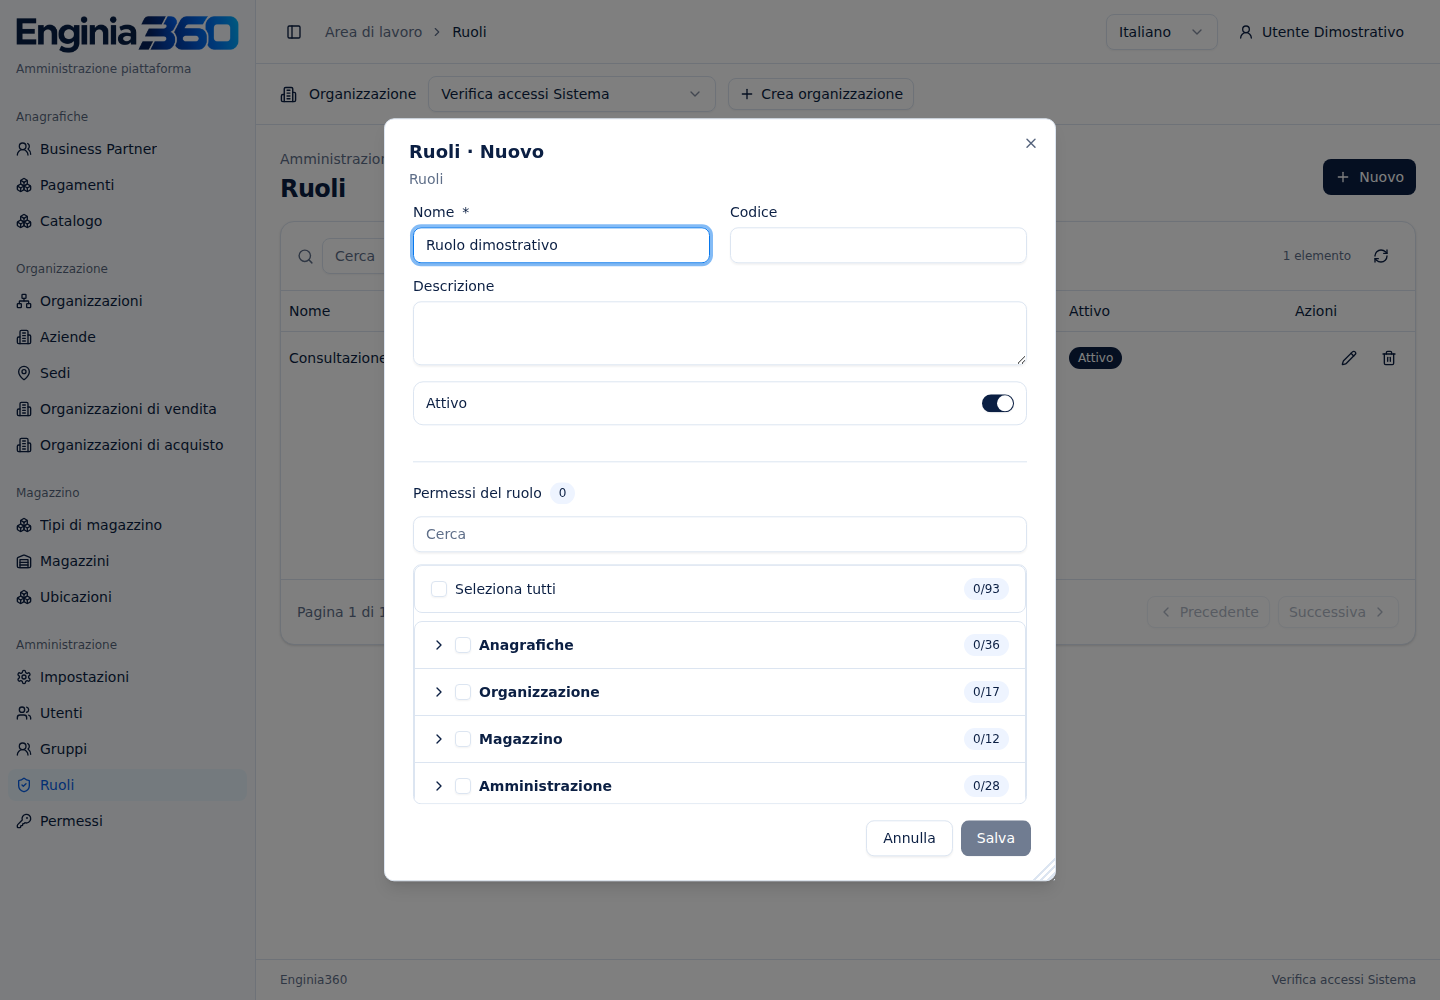 Enginia360
Amministrazione piattaforma
Anagrafiche
Business Partner
Pagamenti
Catalogo
Organizzazione
Organizzazioni
Aziende
Sedi
Organizzazioni di vendita
Organizzazioni di acquisto
Magazzino
Tipi di magazzino
Magazzini
Ubicazioni
Amministrazione
Impostazioni
Utenti
Gruppi
Ruoli
Permessi
Area di lavoro > Ruoli
Italiano
Utente Dimostrativo
Organizzazione
Verifica accessi Sistema
+ Crea organizzazione
Ruoli
+ Nuovo
Cerca
1 elemento
Nome
Attivo
Azioni
Consultazione
Attivo
Pagina 1 di 1
Precedente
Successiva
Ruoli · Nuovo
Ruoli
Nome *
Codice
Ruolo dimostrativo
Descrizione
Attivo
Permessi del ruolo 0
Cerca
Seleziona tutti 0/93
Anagrafiche 0/36
Organizzazione 0/17
Magazzino 0/12
Amministrazione 0/28
Annulla
Salva
Enginia360
Verifica accessi Sistema